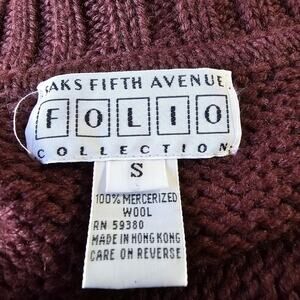 SAKS FIFTH AVENUE
FOLIO
COLLECTION
S
100% MERCERIZED
WOOL
RN 59380
MADE IN HONG KONG
CARE ON REVERSE